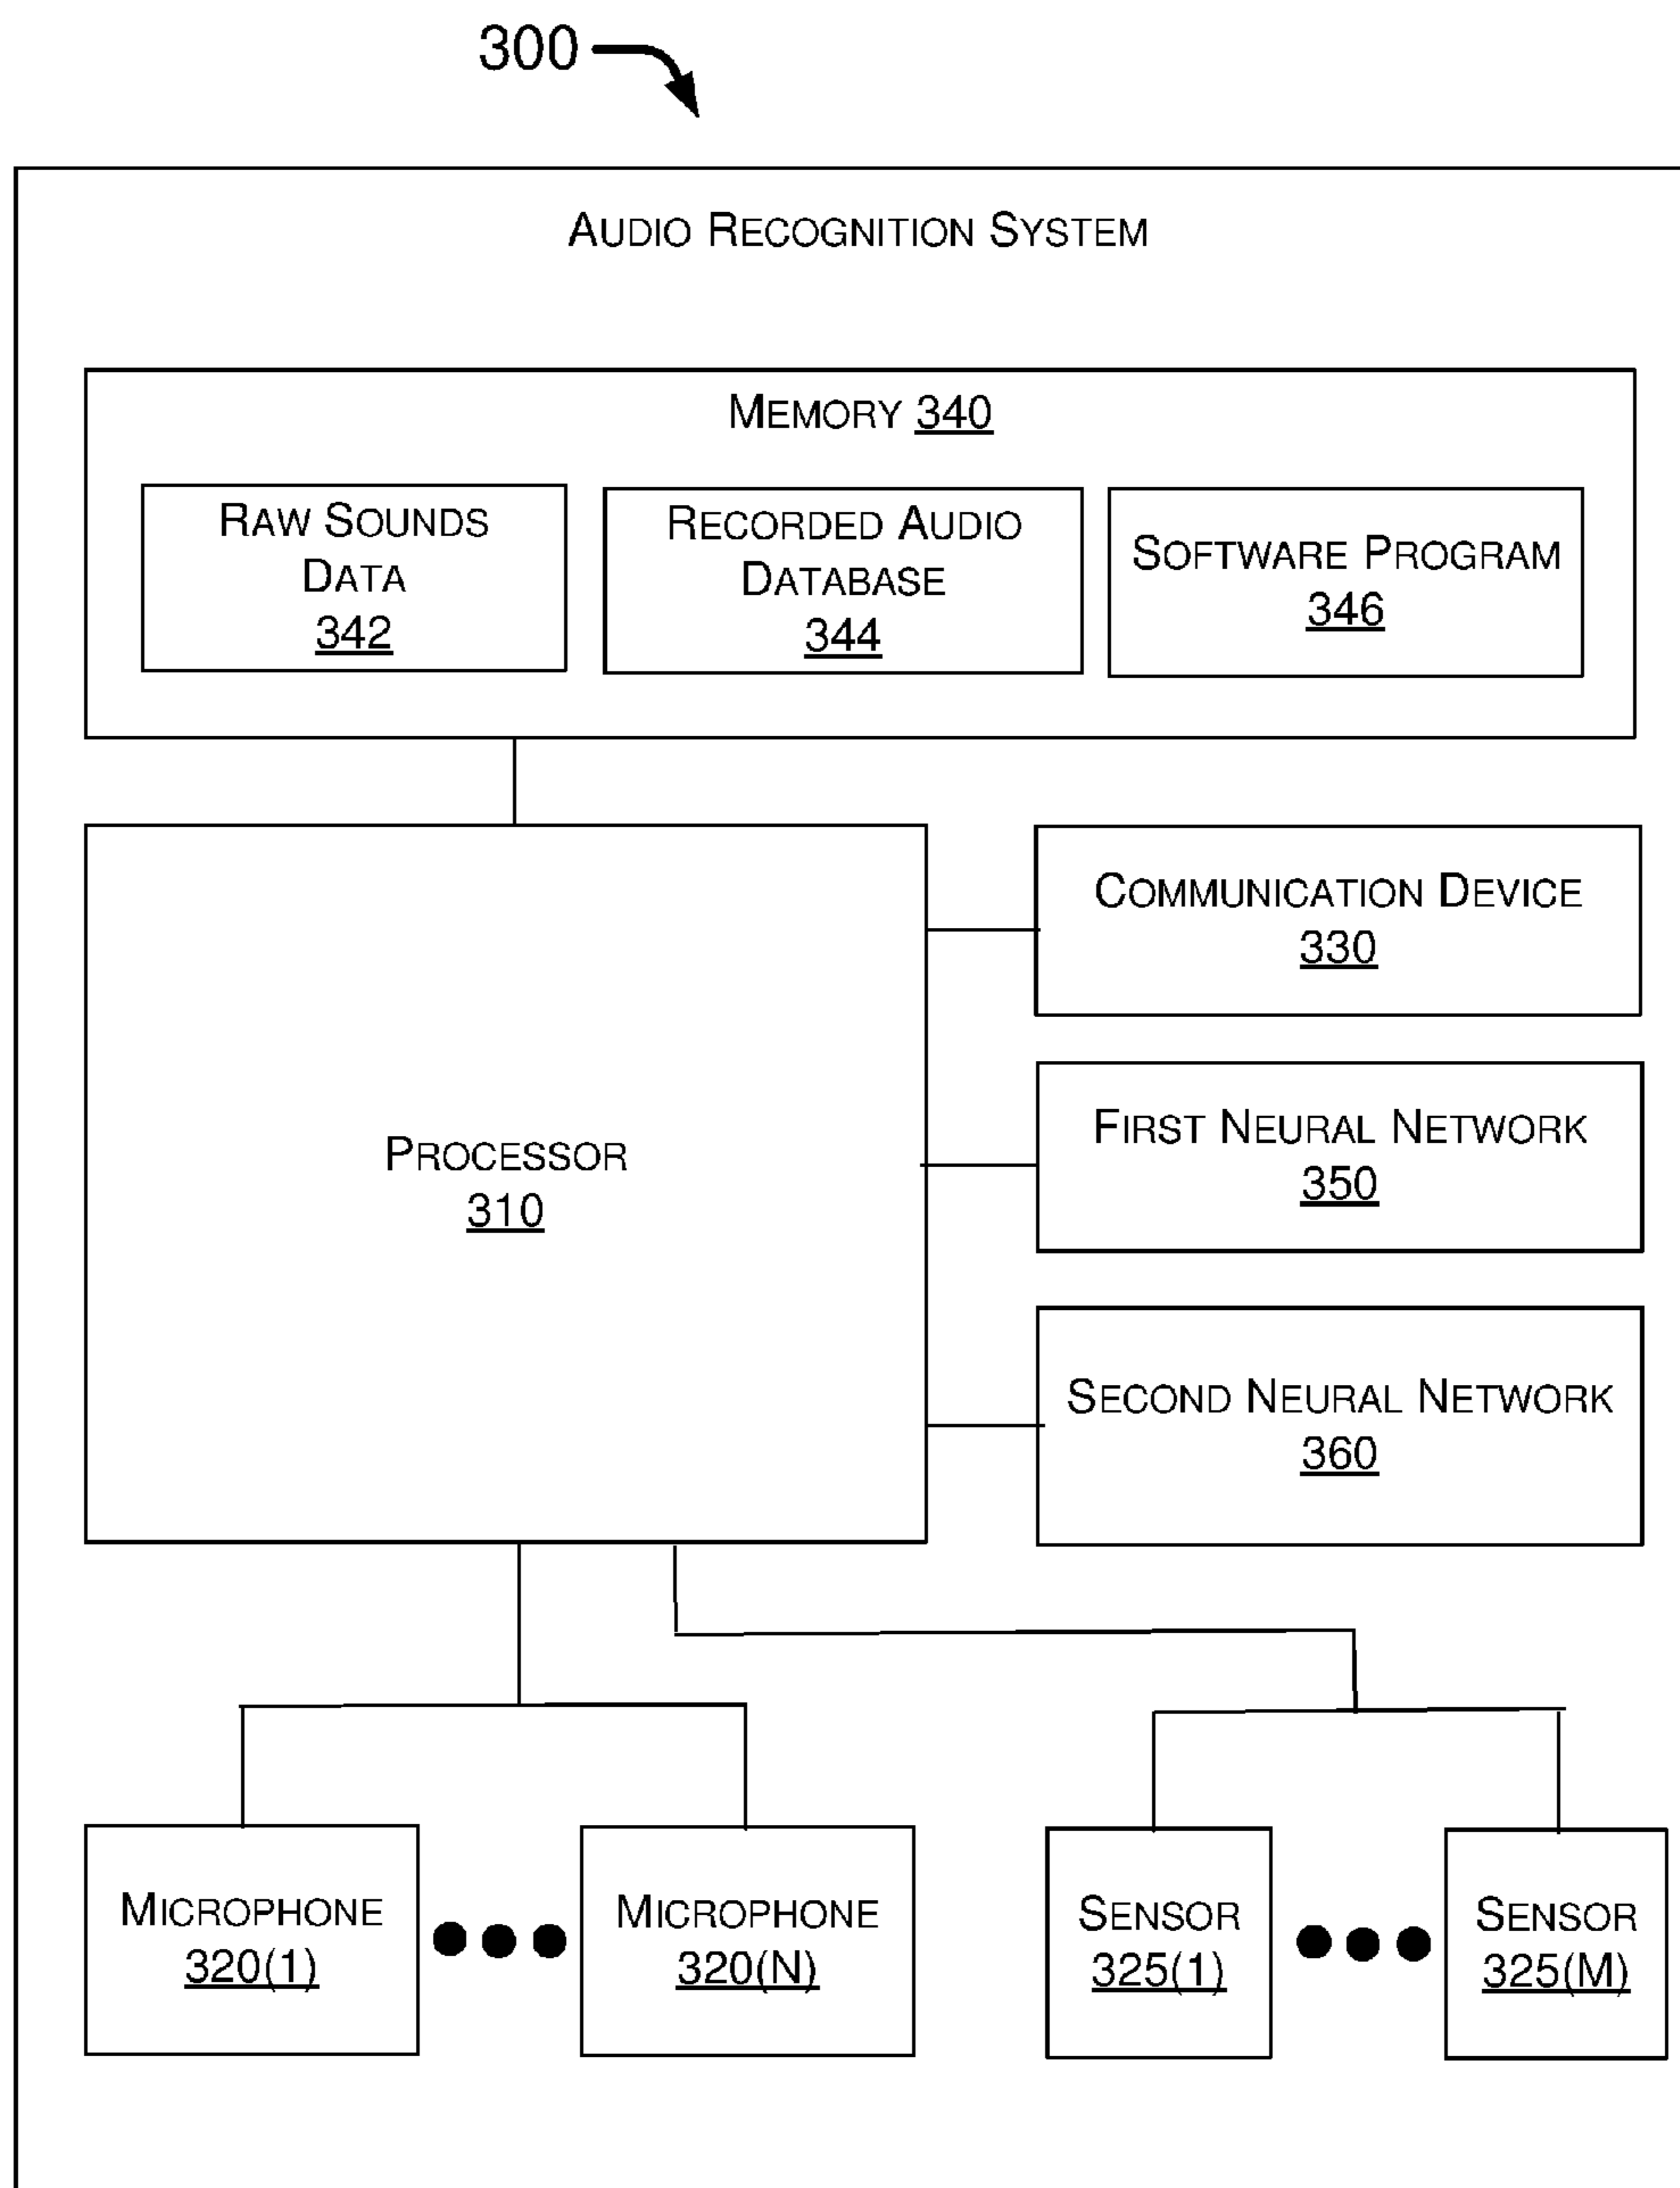 300
AUDIO RECOGNITION SYSTEM
MEMORY 340
RAW SOUNDS
DATA
342
RECORDED AUDIO
DATABASE
344
SOFTWARE PROGRAM
346
PROCESSOR
310
COMMUNICATION DEVICE
330
FIRST NEURAL NETWORK
350
SECOND NEURAL NETWORK
360
MICROPHONE
320(1)
MICROPHONE
320(N)
SENSOR
325(1)
SENSOR
325(M)